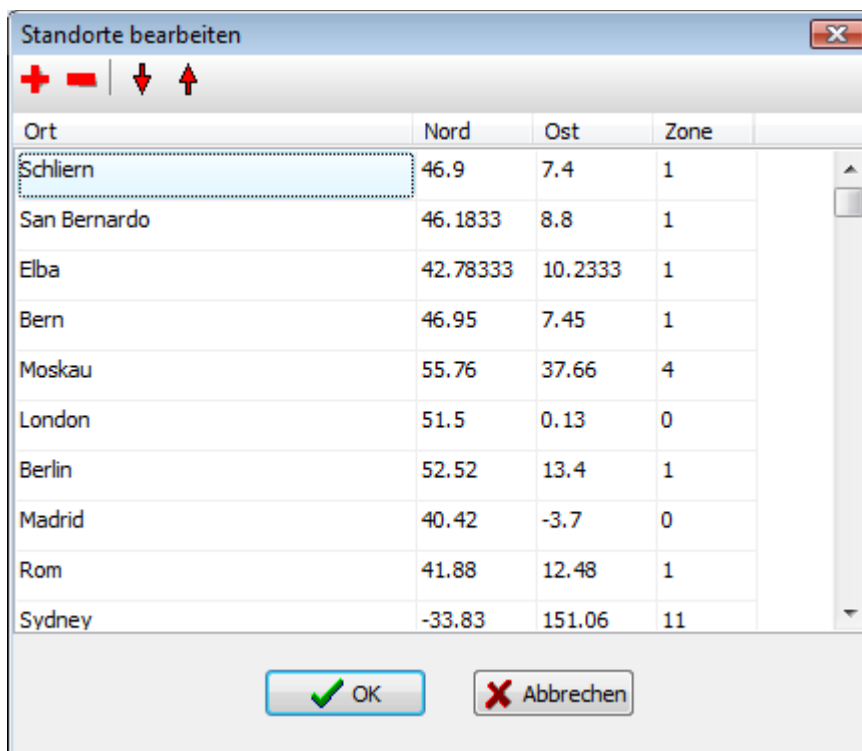 Standorte bearbeiten
Ort Nord Ost Zone
Schliern 46.9 7.4 1
San Bernardo 46.1833 8.8 1
Elba 42.78333 10.2333 1
Bern 46.95 7.45 1
Moskau 55.76 37.66 4
London 51.5 0.13 0
Berlin 52.52 13.4 1
Madrid 40.42 -3.7 0
Rom 41.88 12.48 1
Sydney -33.83 151.06 11
OK Abbrechen